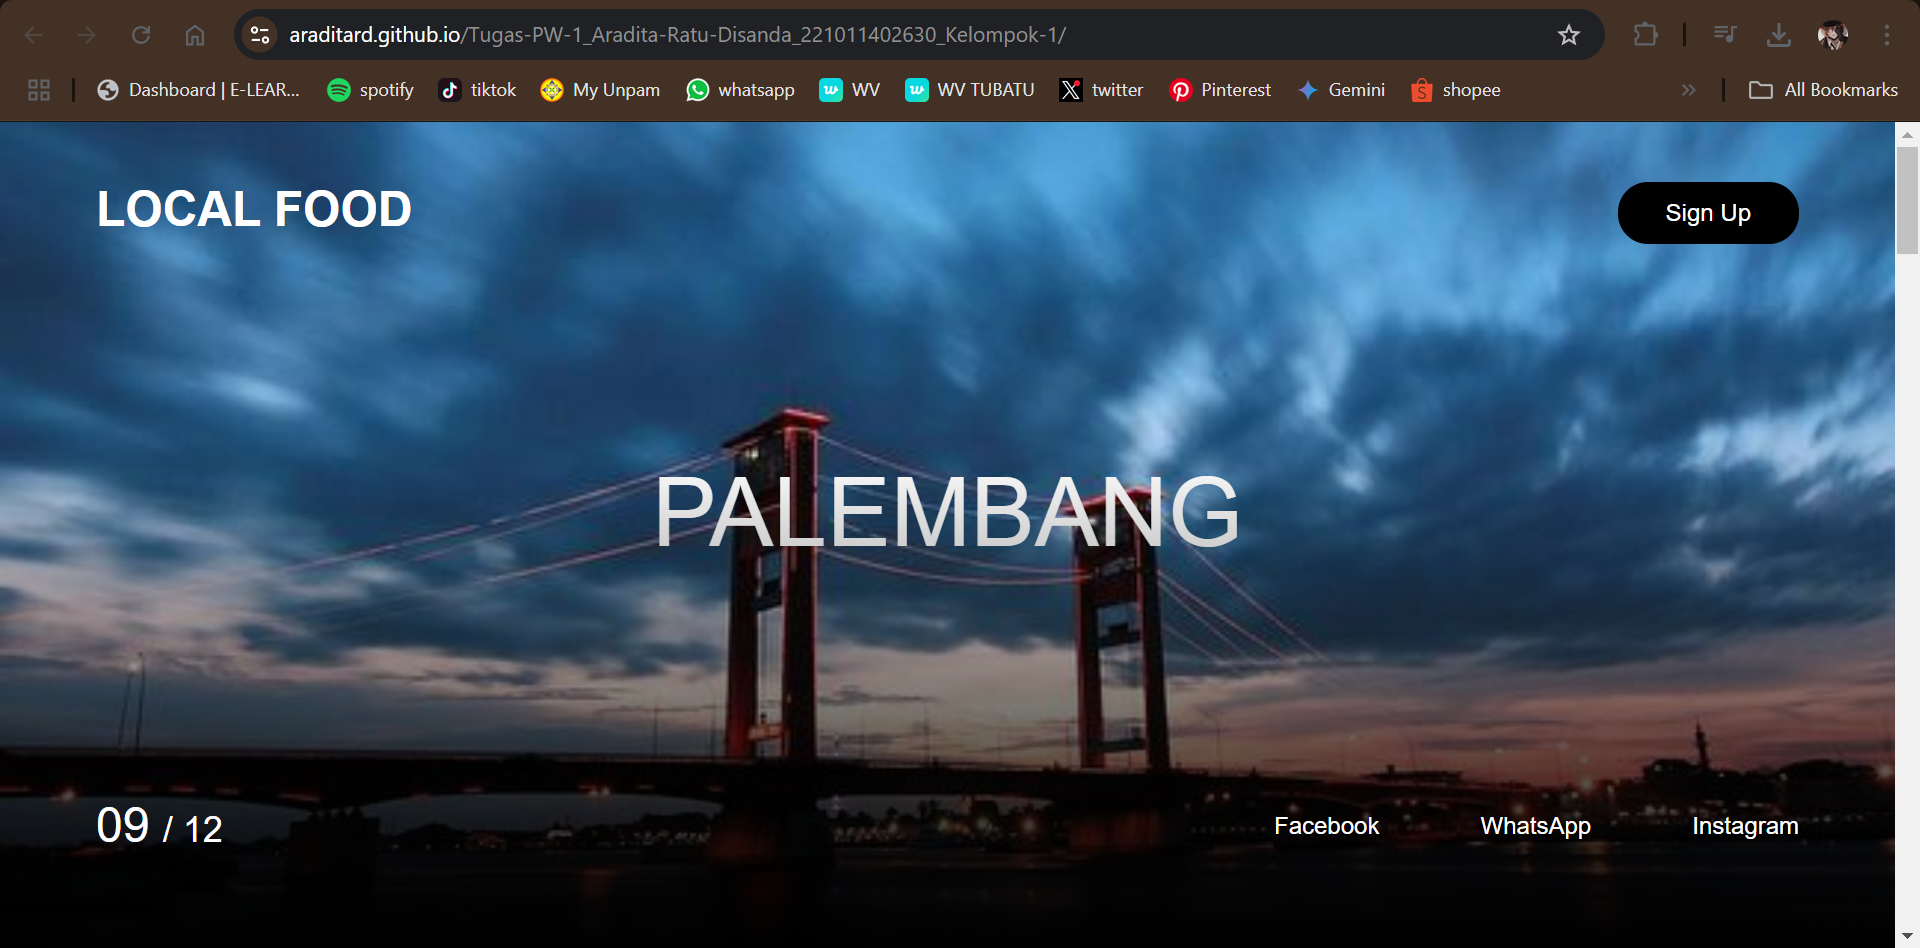 araditard.github.io/Tugas-PW-1_Aradita-Ratu-Disanda_221011402630_Kelompok-1/
Dashboard | E-LEAR... spotify tiktok My Unpam whatsapp WV WV TUBATU twitter Pinterest Gemini shopee » All Bookmarks
LOCAL FOOD
Sign Up
PALEMBANG
09 / 12
Facebook WhatsApp Instagram